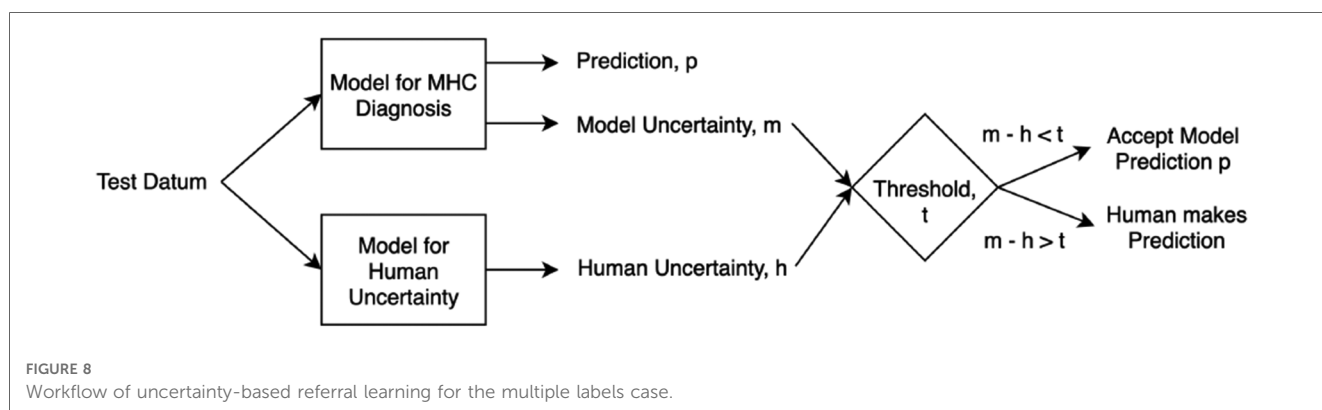 Test Datum
Model for MHC
Diagnosis
Prediction, p
Model Uncertainty, m
Model for
Human
Uncertainty
Human Uncertainty, h
Threshold,
t
m - h < t
Accept Model
Prediction p
m - h > t
Human makes
Prediction
FIGURE 8
Workflow of uncertainty-based referral learning for the multiple labels case.